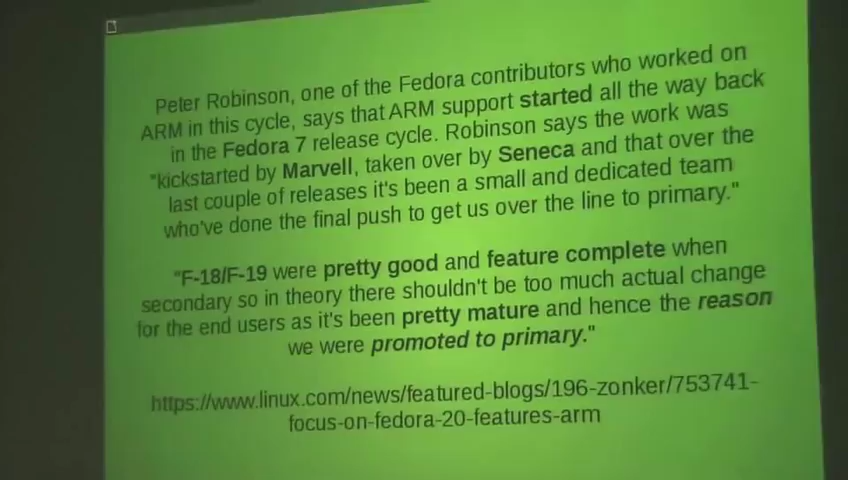 Peter Robinson, one of the Fedora contributors who worked on
ARM in this cycle, says that ARM support started all the way back
in the Fedora 7 release cycle. Robinson says the work was
"kickstarted by Marvell, taken over by Seneca and that over the
last couple of releases it's been a small and dedicated team
who've done the final push to get us over the line to primary."
"F-18/F-19 were pretty good and feature complete when
secondary so in theory there shouldn't be too much actual change
for the end users as it's been pretty mature and hence the reason
we were promoted to primary."
https://www.linux.com/news/featured-blogs/196-zonker/753741-
focus-on-fedora-20-features-arm